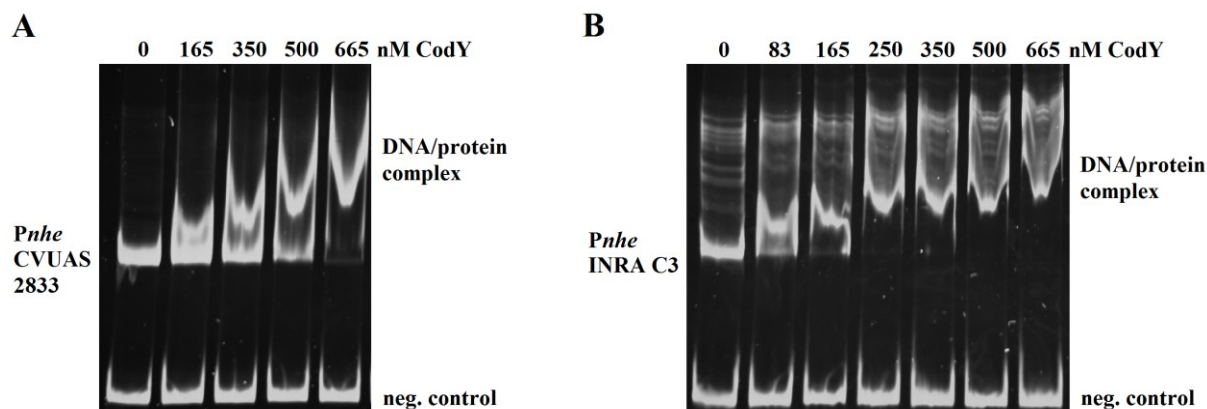 A
0 165 350 500 665 nM CodY
DNA/protein
complex
Pnhe
CVUAS
2833
neg. control
B
0 83 165 250 350 500 665 nM CodY
DNA/protein
complex
Pnhe
INRA C3
neg. control